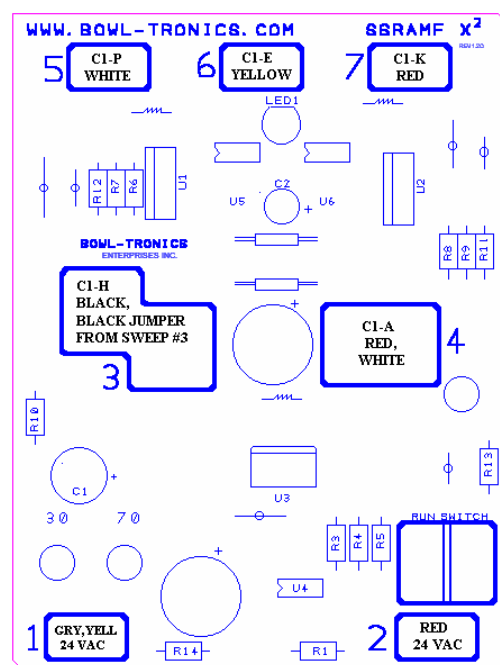 WWW. BOWL-TRONICS. COM
SSRAMF X²
REV1.20
5
C1-P
WHITE
6
C1-E
YELLOW
7
C1-K
RED
LED1
R12
R7
R6
U1
U5
C2
+
U6
U2
R8
R9
R11
BOWL-TRONICS
ENTERPRISES INC.
C1-H
BLACK,
BLACK JUMPER
FROM SWEEP #3
3
+
C1-A
RED,
WHITE
4
R10
C1
+
U3
R13
30
70
RUN SWITCH
R3
R4
R5
+
U4
1
GRY,YELL
24 VAC
R14
R1
2
RED
24 VAC